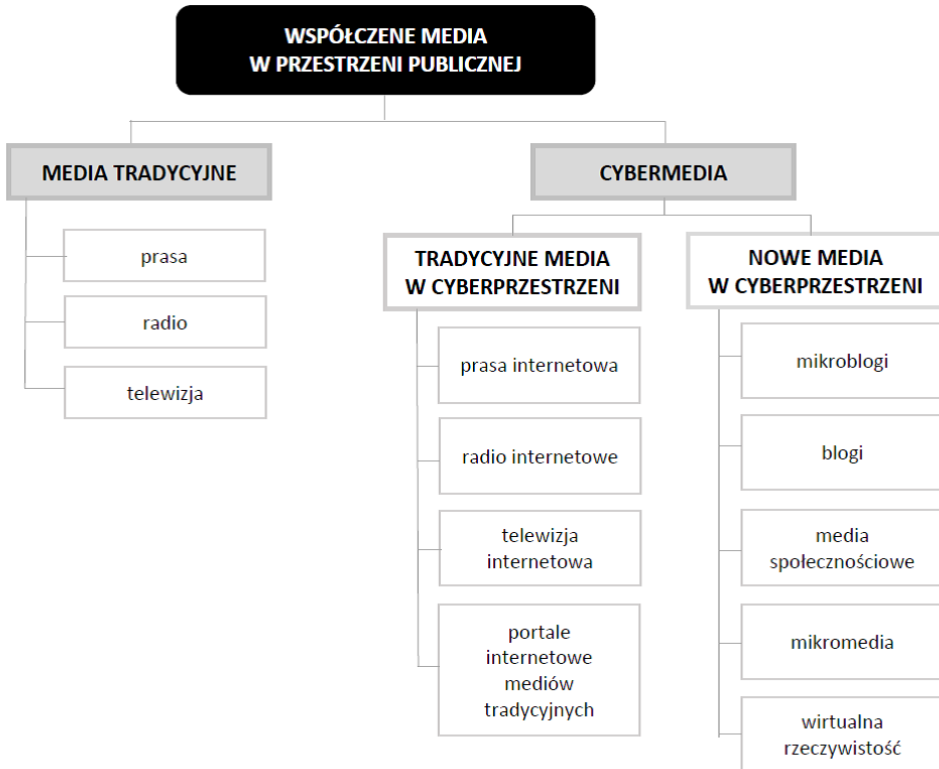 WSPÓŁCZENE MEDIA
W PRZESTRZENI PUBLICZNEJ
MEDIA TRADYCYJNE
prasa
radio
telewizja
CYBERMEDIA
TRADYCYJNE MEDIA
W CYBERPRZESTRZENI
prasa internetowa
radio internetowe
telewizja
internetowa
portale
internetowe
mediów
tradycyjnych
NOWE MEDIA
W CYBERPRZESTRZENI
mikroblogi
blogi
media
społecznościowe
mikromedia
wirtualna
rzeczywistość